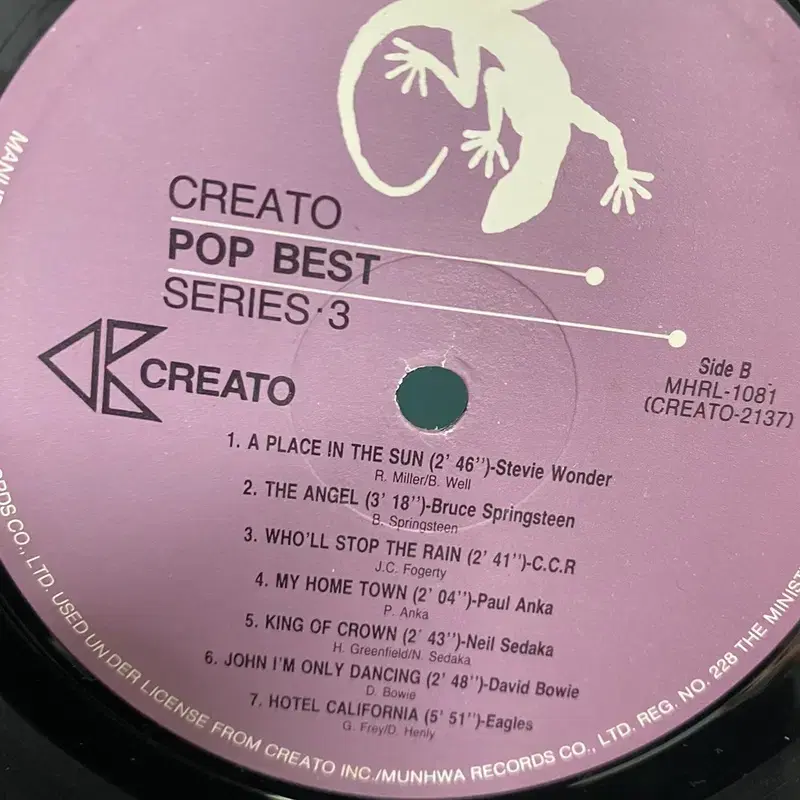 CREATO
POP BEST
SERIES·3
CREATO
Side B
MHRL-1081
(CREATO-2137)
1. A PLACE IN THE SUN (2' 46")-Stevie Wonder
R. Miller/B. Well
2. THE ANGEL (3' 18")-Bruce Springsteen
B. Springsteen
3. WHO'LL STOP THE RAIN (2' 41")-C.C.R
J.C. Fogerty
4. MY HOME TOWN (2' 04")-Paul Anka
P. Anka
5. KING OF CROWN (2' 43")-Neil Sedaka
H. Greenfield/N. Sedaka
6. JOHN I'M ONLY DANCING (2' 48")-David Bowie
D. Bowie
7. HOTEL CALIFORNIA (5' 51")-Eagles
G. Frey/D. Henly
CO., LTD. USED UNDER LICENSE FROM CREATO INC./MUNHWA RECORDS CO., LTD. REG. NO. 228 THE